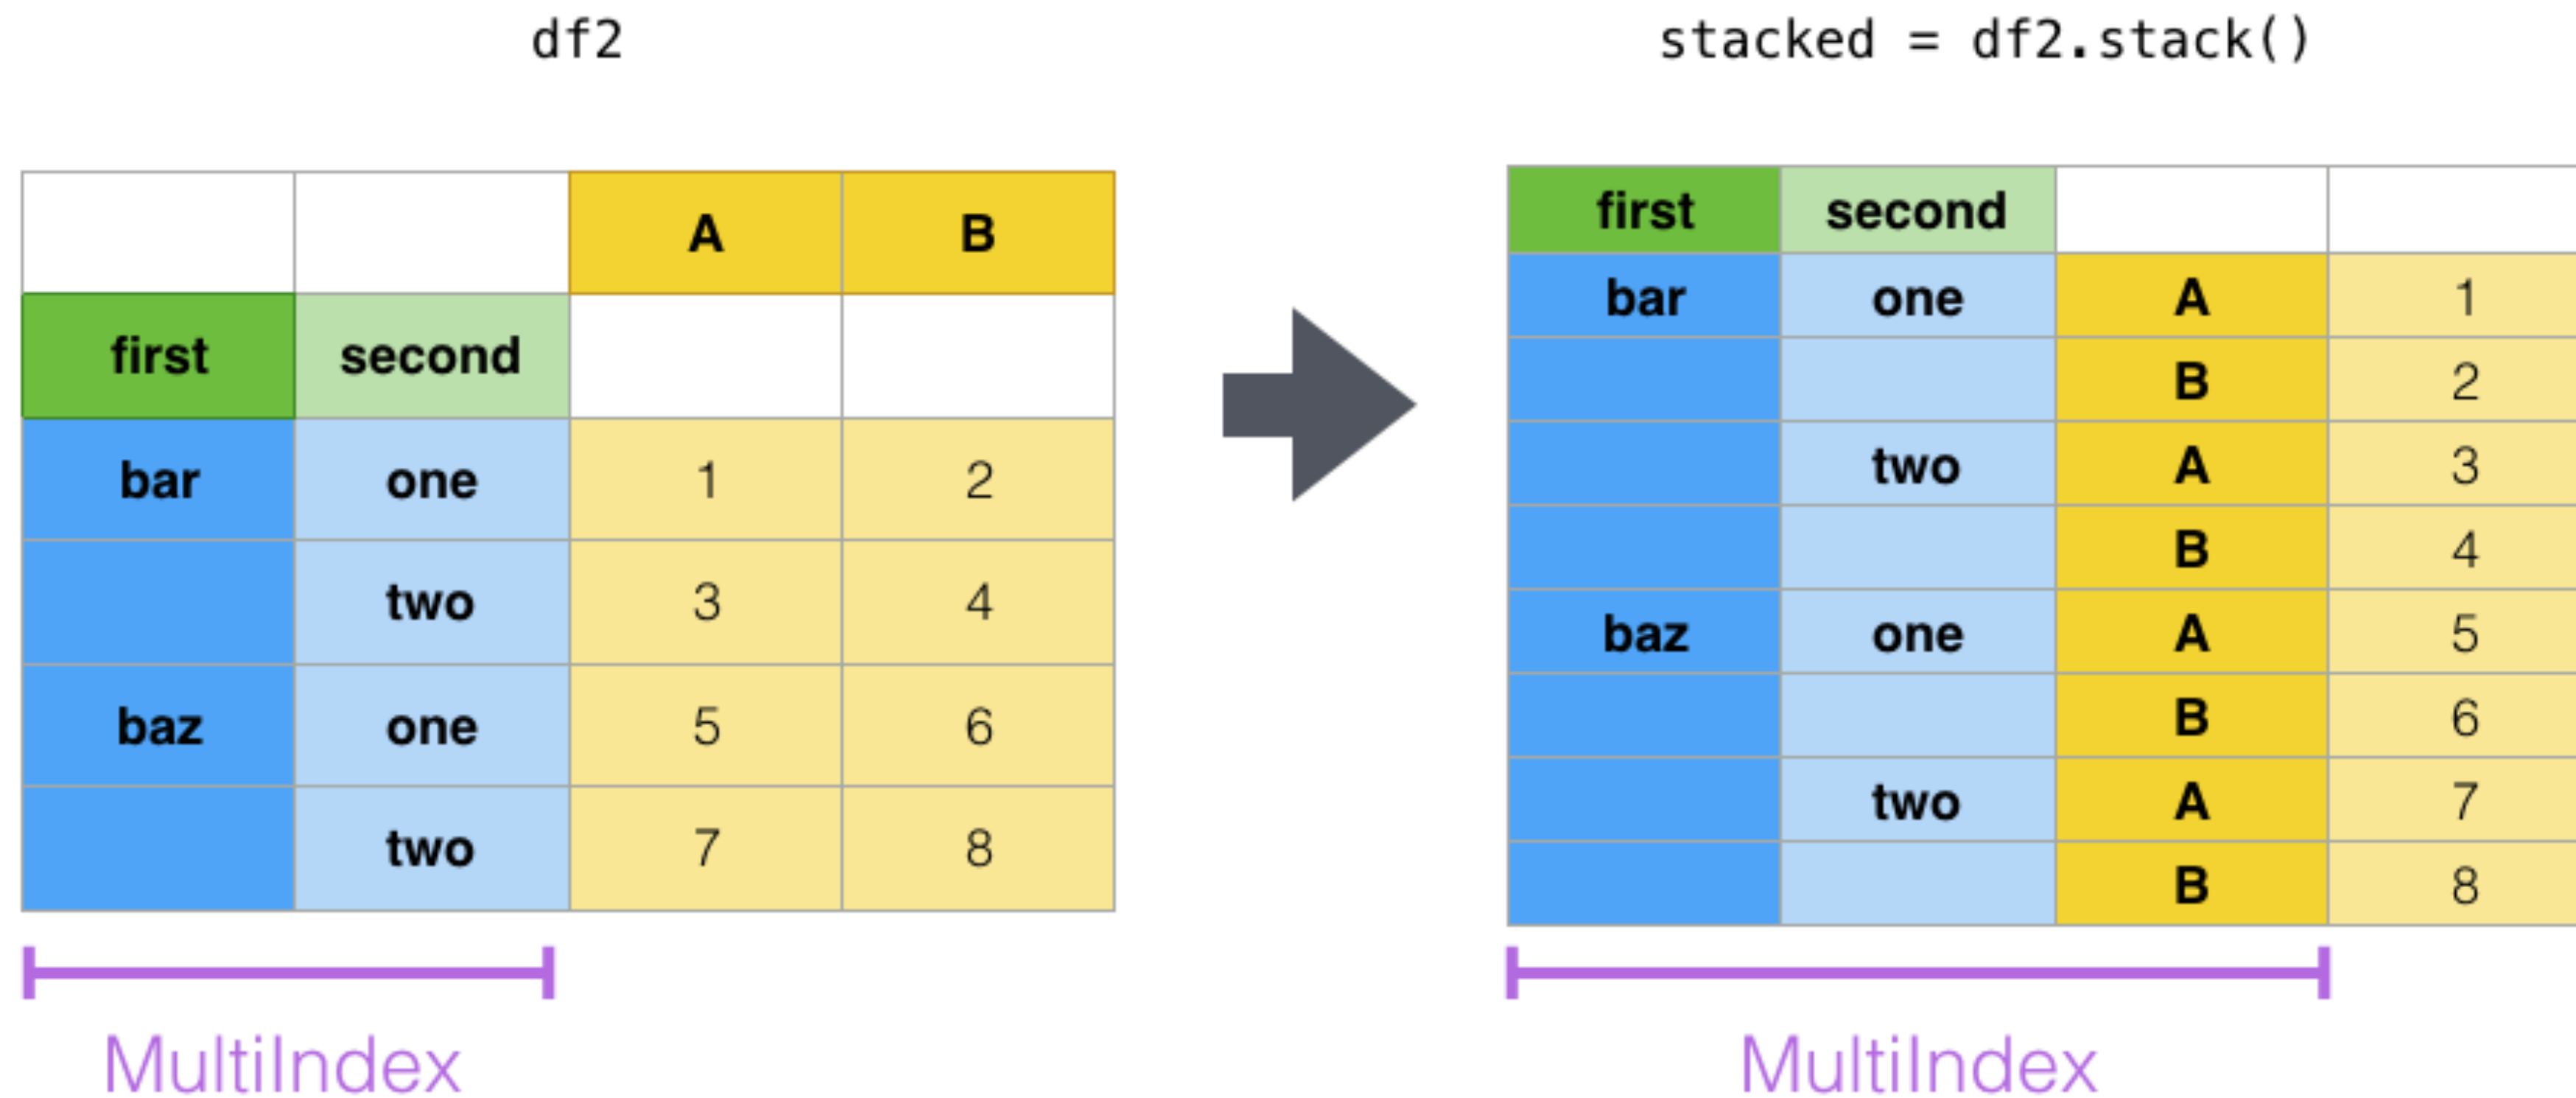 df2
A B
first second
bar one 1 2
two 3 4
baz one 5 6
two 7 8
MultiIndex
stacked = df2.stack()
first second
bar one A 1
B 2
two A 3
B 4
baz one A 5
B 6
two A 7
B 8
MultiIndex